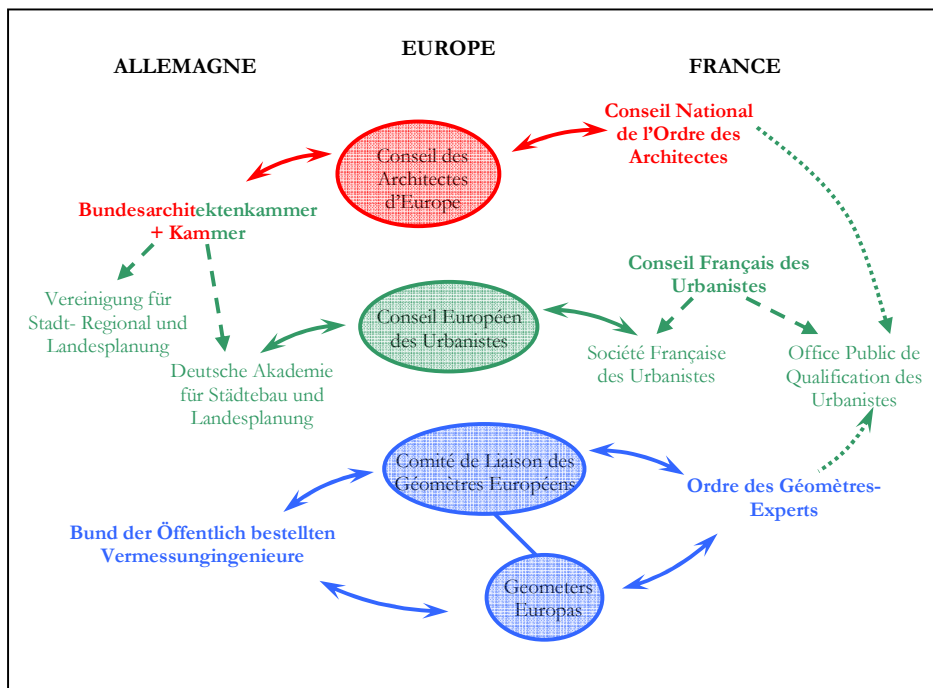 EUROPE
ALLEMAGNE
FRANCE
Conseil National
de l'Ordre des
Architectes
Conseil des
Architectes
d'Europe
Bundesarchitektenkammer
+ Kammer
Conseil Français des
Urbanistes
Vereinigung für
Stadt- Regional und
Landesplanung
Conseil Européen
des Urbanistes
Société Française
des Urbanistes
Office Public de
Qualification des
Urbanistes
Deutsche Akademie
für Städtebau und
Landesplanung
Comité de Liaison des
Géomètres Européens
Ordre des Géomètres-
Experts
Bund der Öffentlich bestellten
Vermessungingenieure
Geometers
Europas